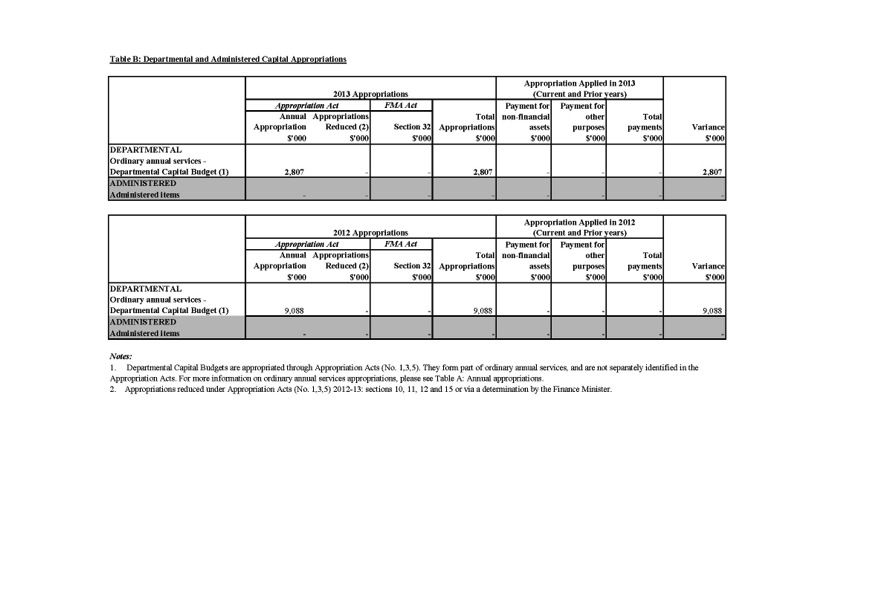 Table B: Departmental and Administered Capital Appropriations
2013 Appropriations
Appropriation Applied in 2013
(Current and Prior years)
Appropriation Act FMA Act Payment for Payment for
Annual Appropriations Total non-financial other Total
Appropriation Reduced (2) Section 32 Appropriations assets purposes payments Variance
$'000 $'000 $'000 $'000 $'000 $'000 $'000 $'000
DEPARTMENTAL
Ordinary annual services -
Departmental Capital Budget (1) 2,807 - - 2,807 - - - 2,807
ADMINISTERED
Administered items - - - - - - - -
2012 Appropriations
Appropriation Applied in 2012
(Current and Prior years)
Appropriation Act FMA Act Payment for Payment for
Annual Appropriations Total non-financial other Total
Appropriation Reduced (2) Section 32 Appropriations assets purposes payments Variance
$'000 $'000 $'000 $'000 $'000 $'000 $'000 $'000
DEPARTMENTAL
Ordinary annual services -
Departmental Capital Budget (1) 9,088 - - 9,088 - - - 9,088
ADMINISTERED
Administered items - - - - - - - -
Notes:
1. Departmental Capital Budgets are appropriated through Appropriation Acts (No. 1,3,5). They form part of ordinary annual services, and are not separately identified in the
Appropriation Acts. For more information on ordinary annual services appropriations, please see Table A: Annual appropriations.
2. Appropriations reduced under Appropriation Acts (No. 1,3,5) 2012-13: sections 10, 11, 12 and 15 or via a determination by the Finance Minister.